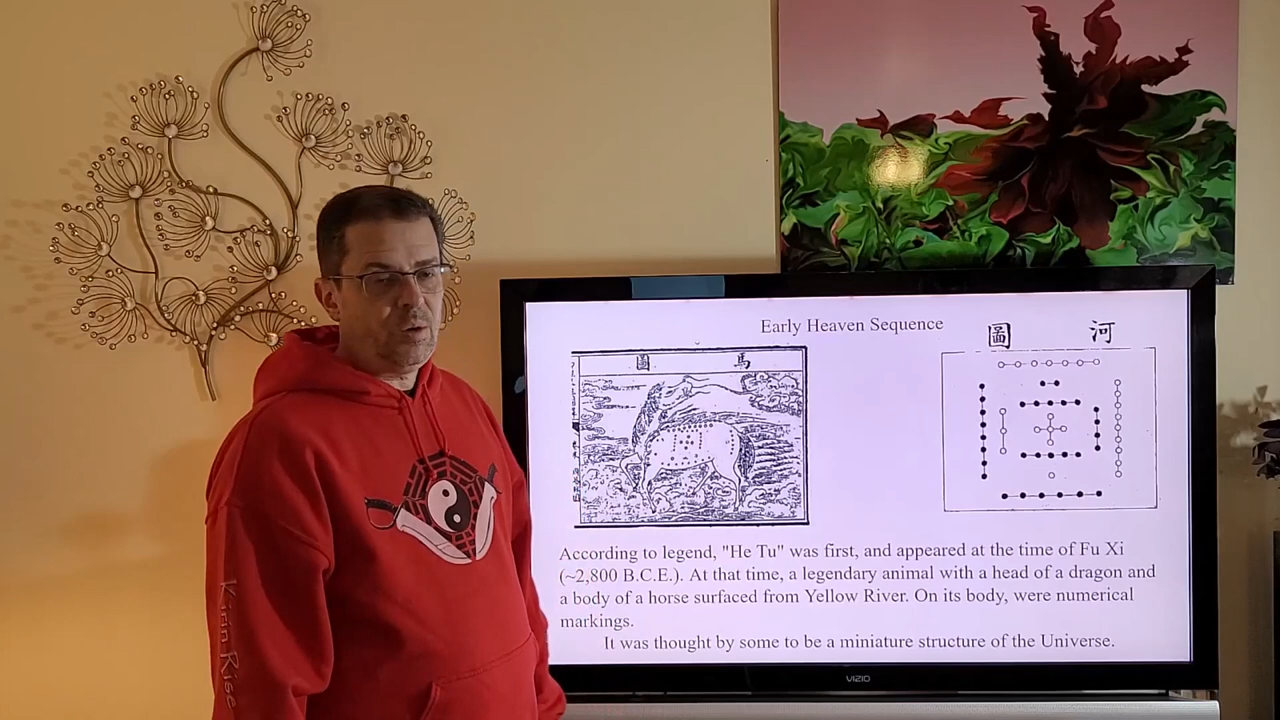 Early Heaven Sequence
圖 河
圖 馬
According to legend, "He Tu" was first, and appeared at the time of Fu Xi
(~2,800 B.C.E.). At that time, a legendary animal with a head of a dragon and
a body of a horse surfaced from Yellow River. On its body, were numerical
markings.
It was thought by some to be a miniature structure of the Universe.
VIZIO
Kirin Rise